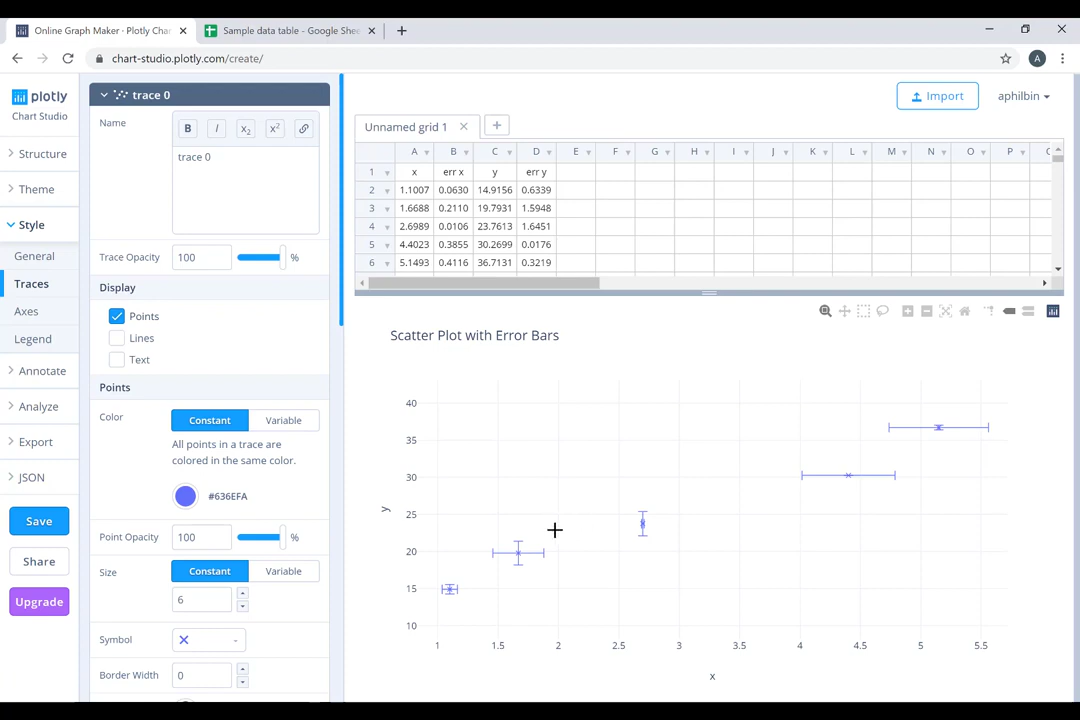 Online Graph Maker · Plotly Cha
Sample data table - Google Shee
chart-studio.plotly.com/create/
A
plotly
Chart Studio
Structure
Theme
Style
General
Traces
Axes
Legend
Annotate
Analyze
Export
JSON
Save
Share
Upgrade
trace 0
Name
B I x2 x2
trace 0
Trace Opacity 100 %
Display
Points
Lines
Text
Points
Color Constant Variable
All points in a trace are
colored in the same color.
#636EFA
Point Opacity 100 %
Size Constant Variable
6
Symbol
Border Width 0
Import
aphilbin
Unnamed grid 1
A B C D E F G H I J K L M N O P
1 x err x y err y
2 1.1007 0.0630 14.9156 0.6339
3 1.6688 0.2110 19.7931 1.5948
4 2.6989 0.0106 23.7613 1.6451
5 4.4023 0.3855 30.2699 0.0176
6 5.1493 0.4116 36.7131 0.3219
Scatter Plot with Error Bars
40
35
30
25
20
15
10
y
1 1.5 2 2.5 3 3.5 4 4.5 5 5.5
x